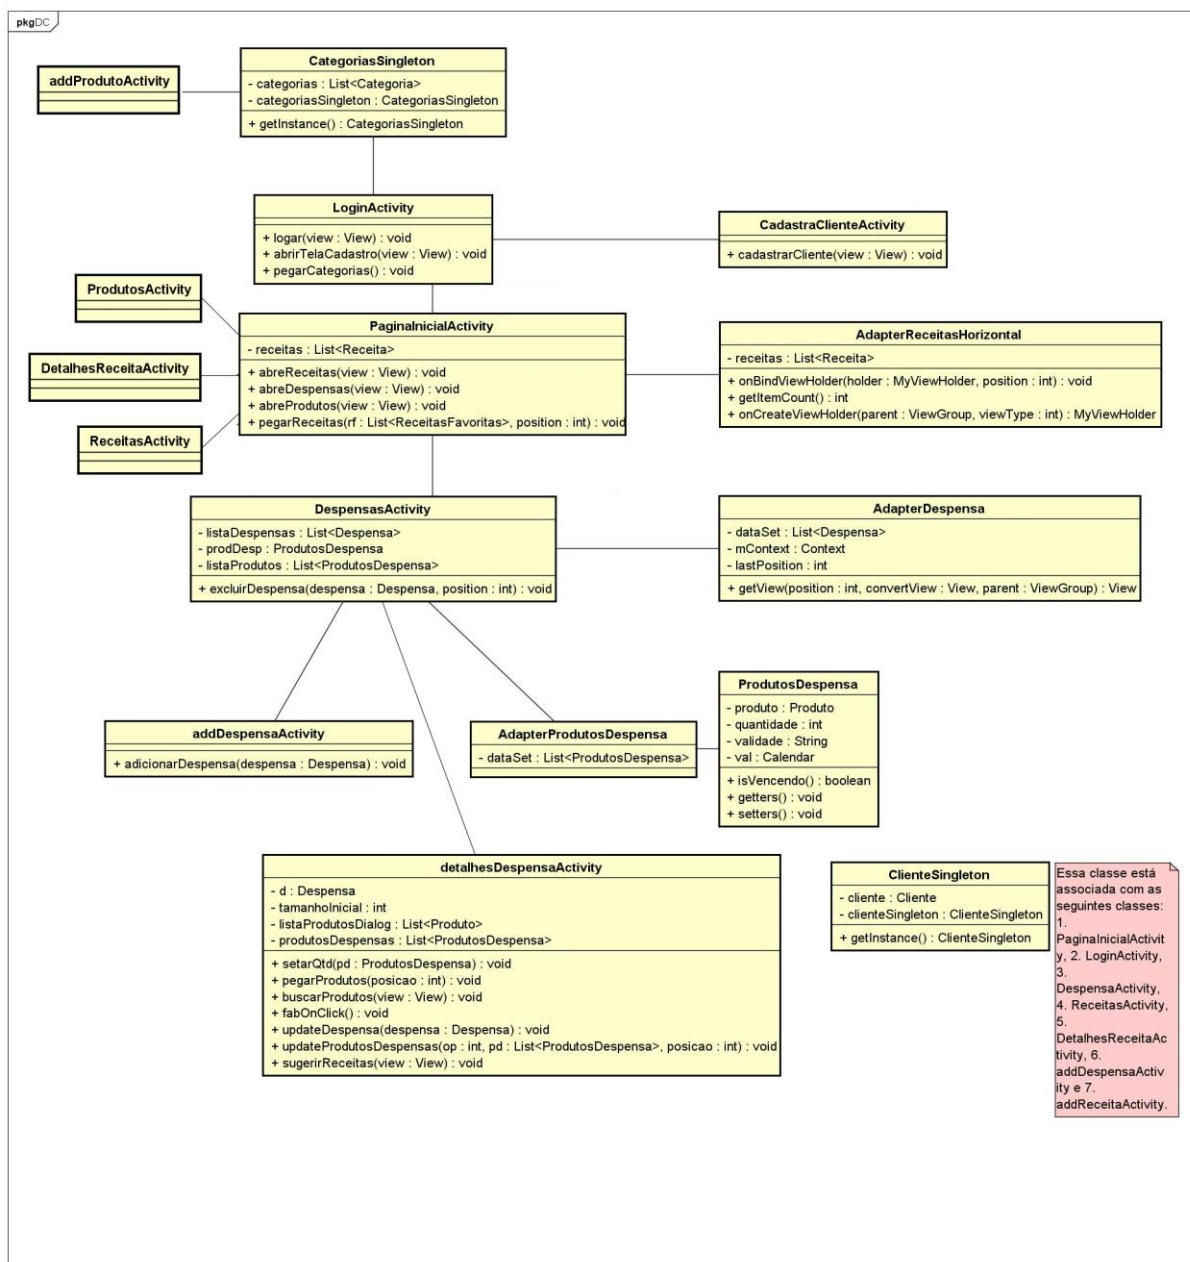 pkgDC
CategoriasSingleton
- categorias : List<Categoria>
- categoriasSingleton : CategoriasSingleton
+ getInstance() : CategoriasSingleton
addProdutoActivity
LoginActivity
+ logar(view : View) : void
+ abrirTelaCadastro(view : View) : void
+ pegarCategorias() : void
CadastraClienteActivity
+ cadastrarCliente(view : View) : void
ProdutosActivity
DetalhesReceitaActivity
ReceitasActivity
PaginaInicialActivity
- receitas : List<Receita>
+ abreReceitas(view : View) : void
+ abreDespensas(view : View) : void
+ abreProdutos(view : View) : void
+ pegarReceitas(rf : List<ReceitasFavoritas>, position : int) : void
AdapterReceitasHorizontal
- receitas : List<Receita>
+ onBindViewHolder(holder : MyViewHolder, position : int) : void
+ getItemCount() : int
+ onCreateViewHolder(parent : ViewGroup, viewType : int) : MyViewHolder
DespensasActivity
- listaDespensas : List<Despensa>
- prodDesp : ProdutosDespensa
- listaProdutos : List<ProdutosDespensa>
+ excluirDespensa(despensa : Despensa, position : int) : void
AdapterDespensa
- dataSet : List<Despensa>
- mContext : Context
- lastPosition : int
+ getView(position : int, convertView : View, parent : ViewGroup) : View
addDespensaActivity
+ adicionarDespensa(despensa : Despensa) : void
AdapterProdutosDespensa
- dataSet : List<ProdutosDespensa>
ProdutosDespensa
- produto : Produto
- quantidade : int
- validade : String
- val : Calendar
+ isVencendo() : boolean
+ getters() : void
+ setters() : void
detalhesDespensaActivity
- d : Despensa
- tamanhoInicial : int
- listaProdutosDialog : List<Produto>
- produtosDespensas : List<ProdutosDespensa>
+ setarQtd(pd : ProdutosDespensa) : void
+ pegarProdutos(posicao : int) : void
+ buscarProdutos(view : View) : void
+ fabOnClick() : void
+ updateDespensa(despensa : Despensa) : void
+ updateProdutosDespensas(op : int, pd : List<ProdutosDespensa>, posicao : int) : void
+ sugerirReceitas(view : View) : void
ClienteSingleton
- cliente : Cliente
- clienteSingleton : ClienteSingleton
+ getInstance() : ClienteSingleton
Essa classe está
associada com as
seguintes classes:
1.
PaginaInicialActivit
y, 2. LoginActivity,
3.
DespensaActivity,
4. ReceitasActivity,
5.
DetalhesReceitaAc
tivity, 6.
addDespensaActiv
ity e 7.
addReceitaActivity.